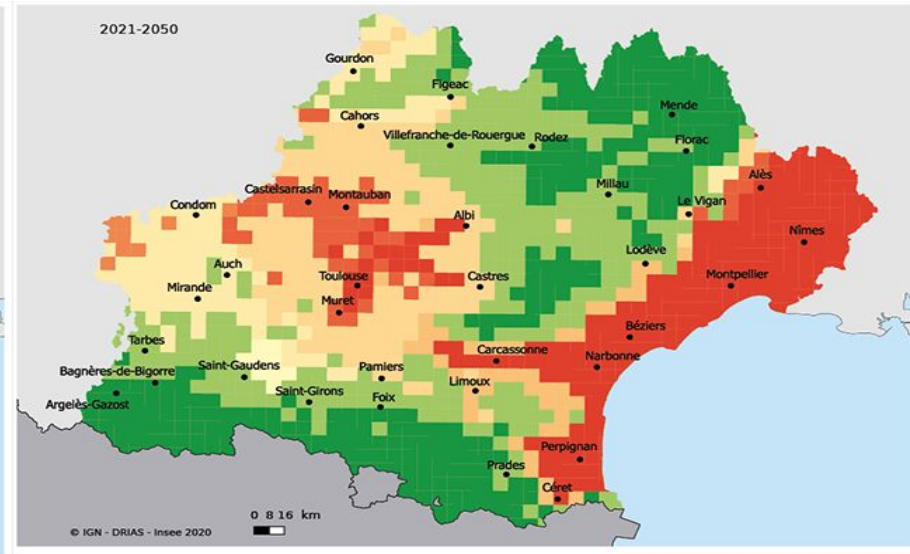 2021-2050
Gourdon
Figeac
Cahors
Mende
Villefranche-de-Rouergue
Rodez
Florac
Alès
Castelsarrasin
Montauban
Millau
Condom
Le Vigan
Albi
Nîmes
Lodève
Auch
Toulouse
Castres
Montpellier
Mirande
Muret
Béziers
Tarbes
Carcassonne
Narbonne
Bagnères-de-Bigorre
Saint-Gaudens
Pamiers
Limoux
Saint-Girons
Foix
Argelès-Gazost
Perpignan
Prades
Céret
0 8 16 km
© IGN - DRIAS - Insee 2020